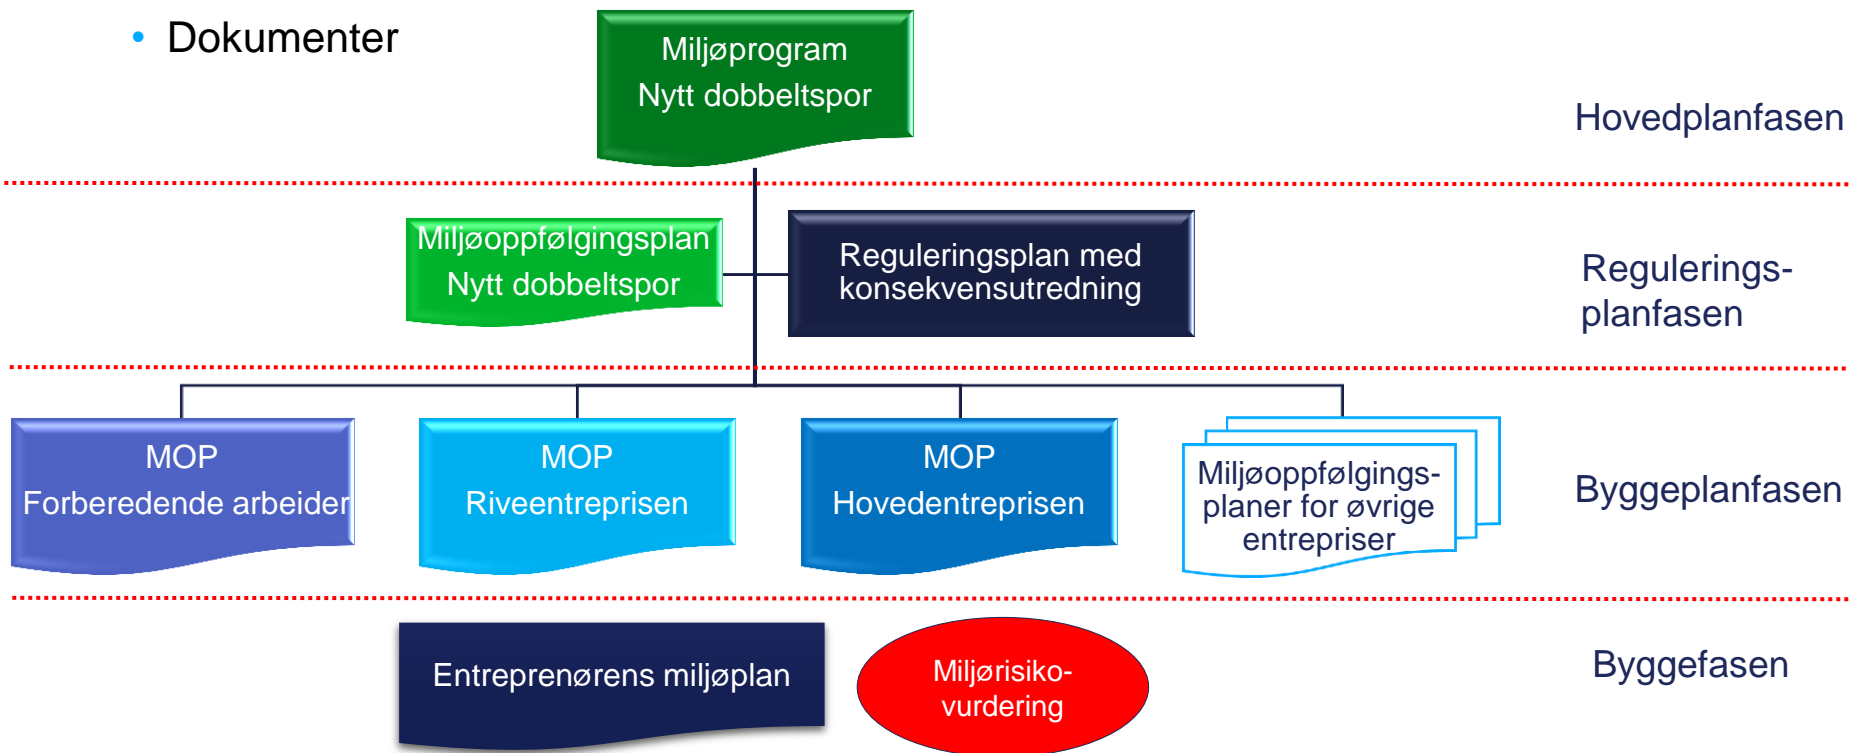 • Dokumenter
Miljøprogram
Nytt dobbeltspor
Hovedplanfasen
Miljøoppfølgingsplan
Nytt dobbeltspor
Reguleringsplan med
konsekvensutredning
Regulerings-
planfasen
MOP
Forberedende arbeider
MOP
Riveentreprisen
MOP
Hovedentreprisen
Miljøoppfølgings-
planer for øvrige
entrepriser
Byggeplanfasen
Entreprenørens miljøplan
Miljørisiko-
vurdering
Byggefasen